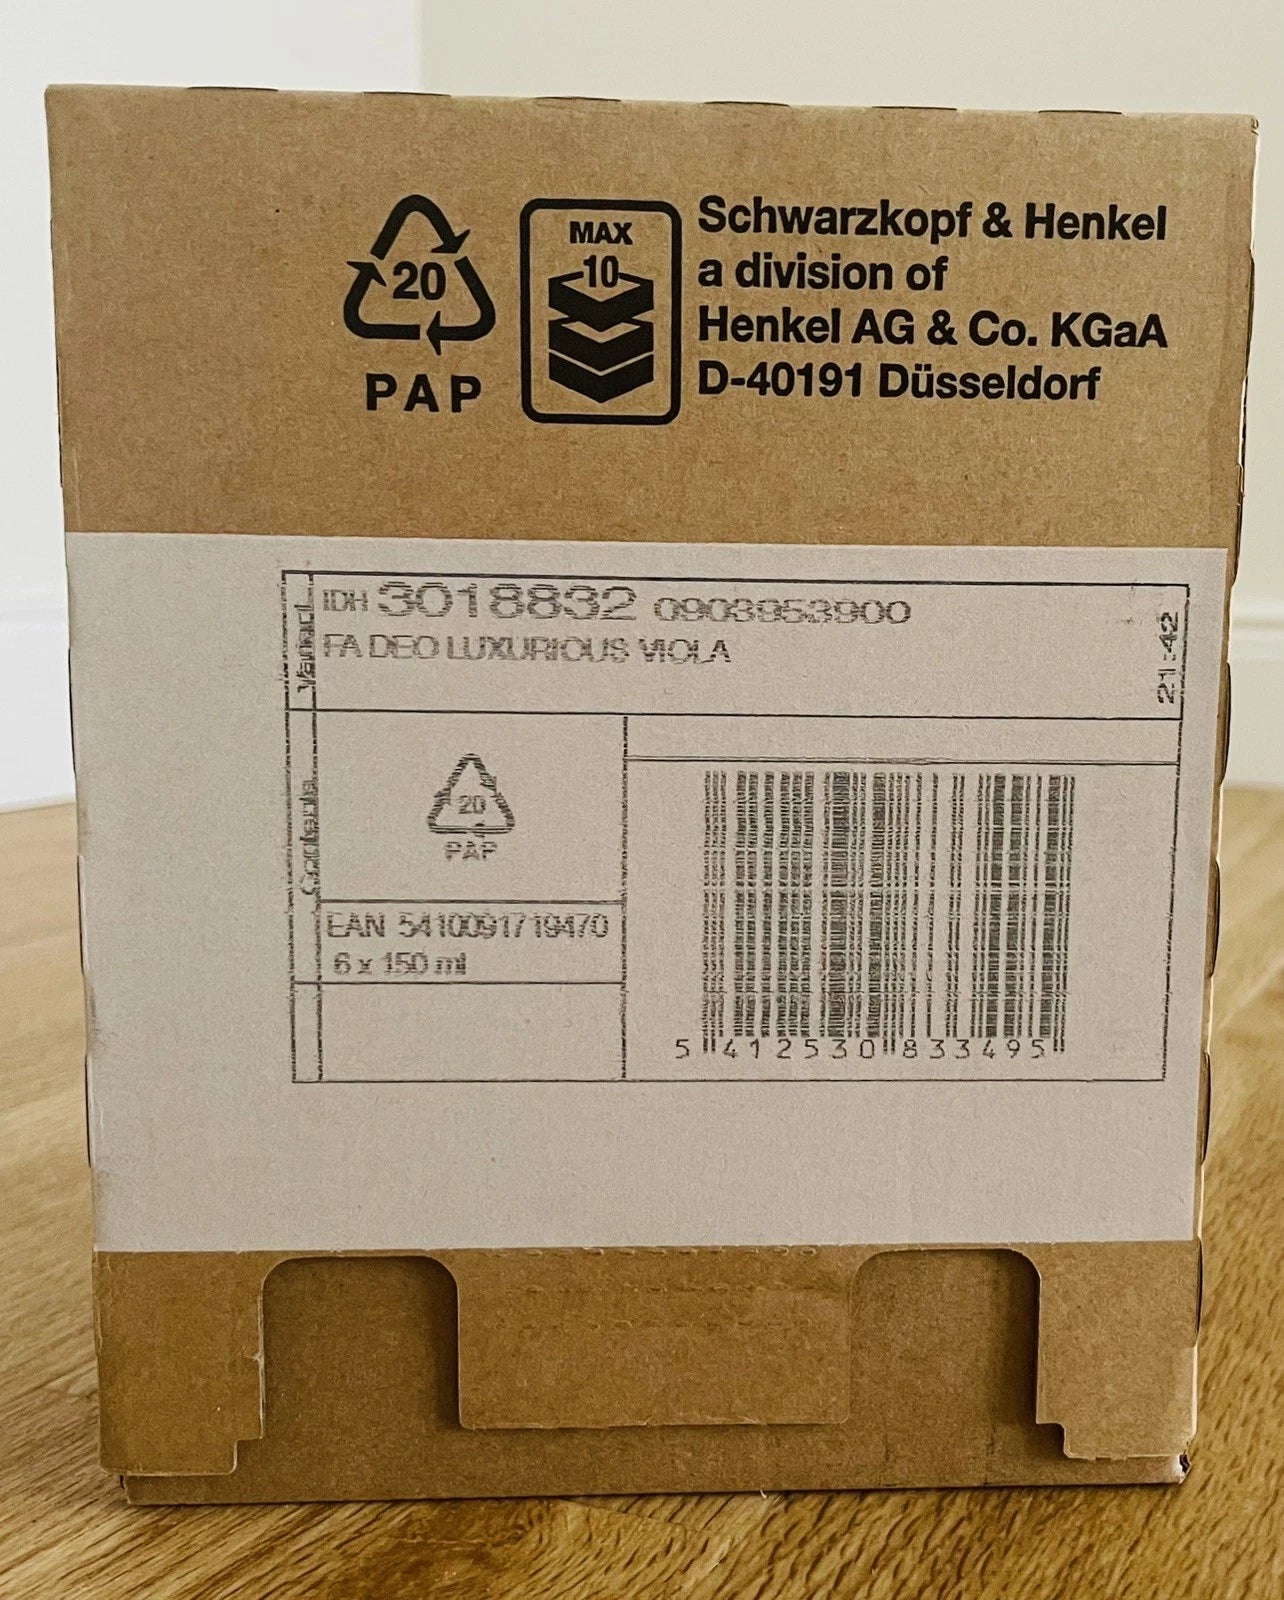 20
PAP
MAX
10
Schwarzkopf & Henkel
a division of
Henkel AG & Co. KGaA
D-40191 Düsseldorf
IDH 3018832 0903953900
FA DEO LUXURIOUS VIOLA
21:42
Variact
20
PAP
EAN 5410091719470
6 x 150 ml
5 412530 833495